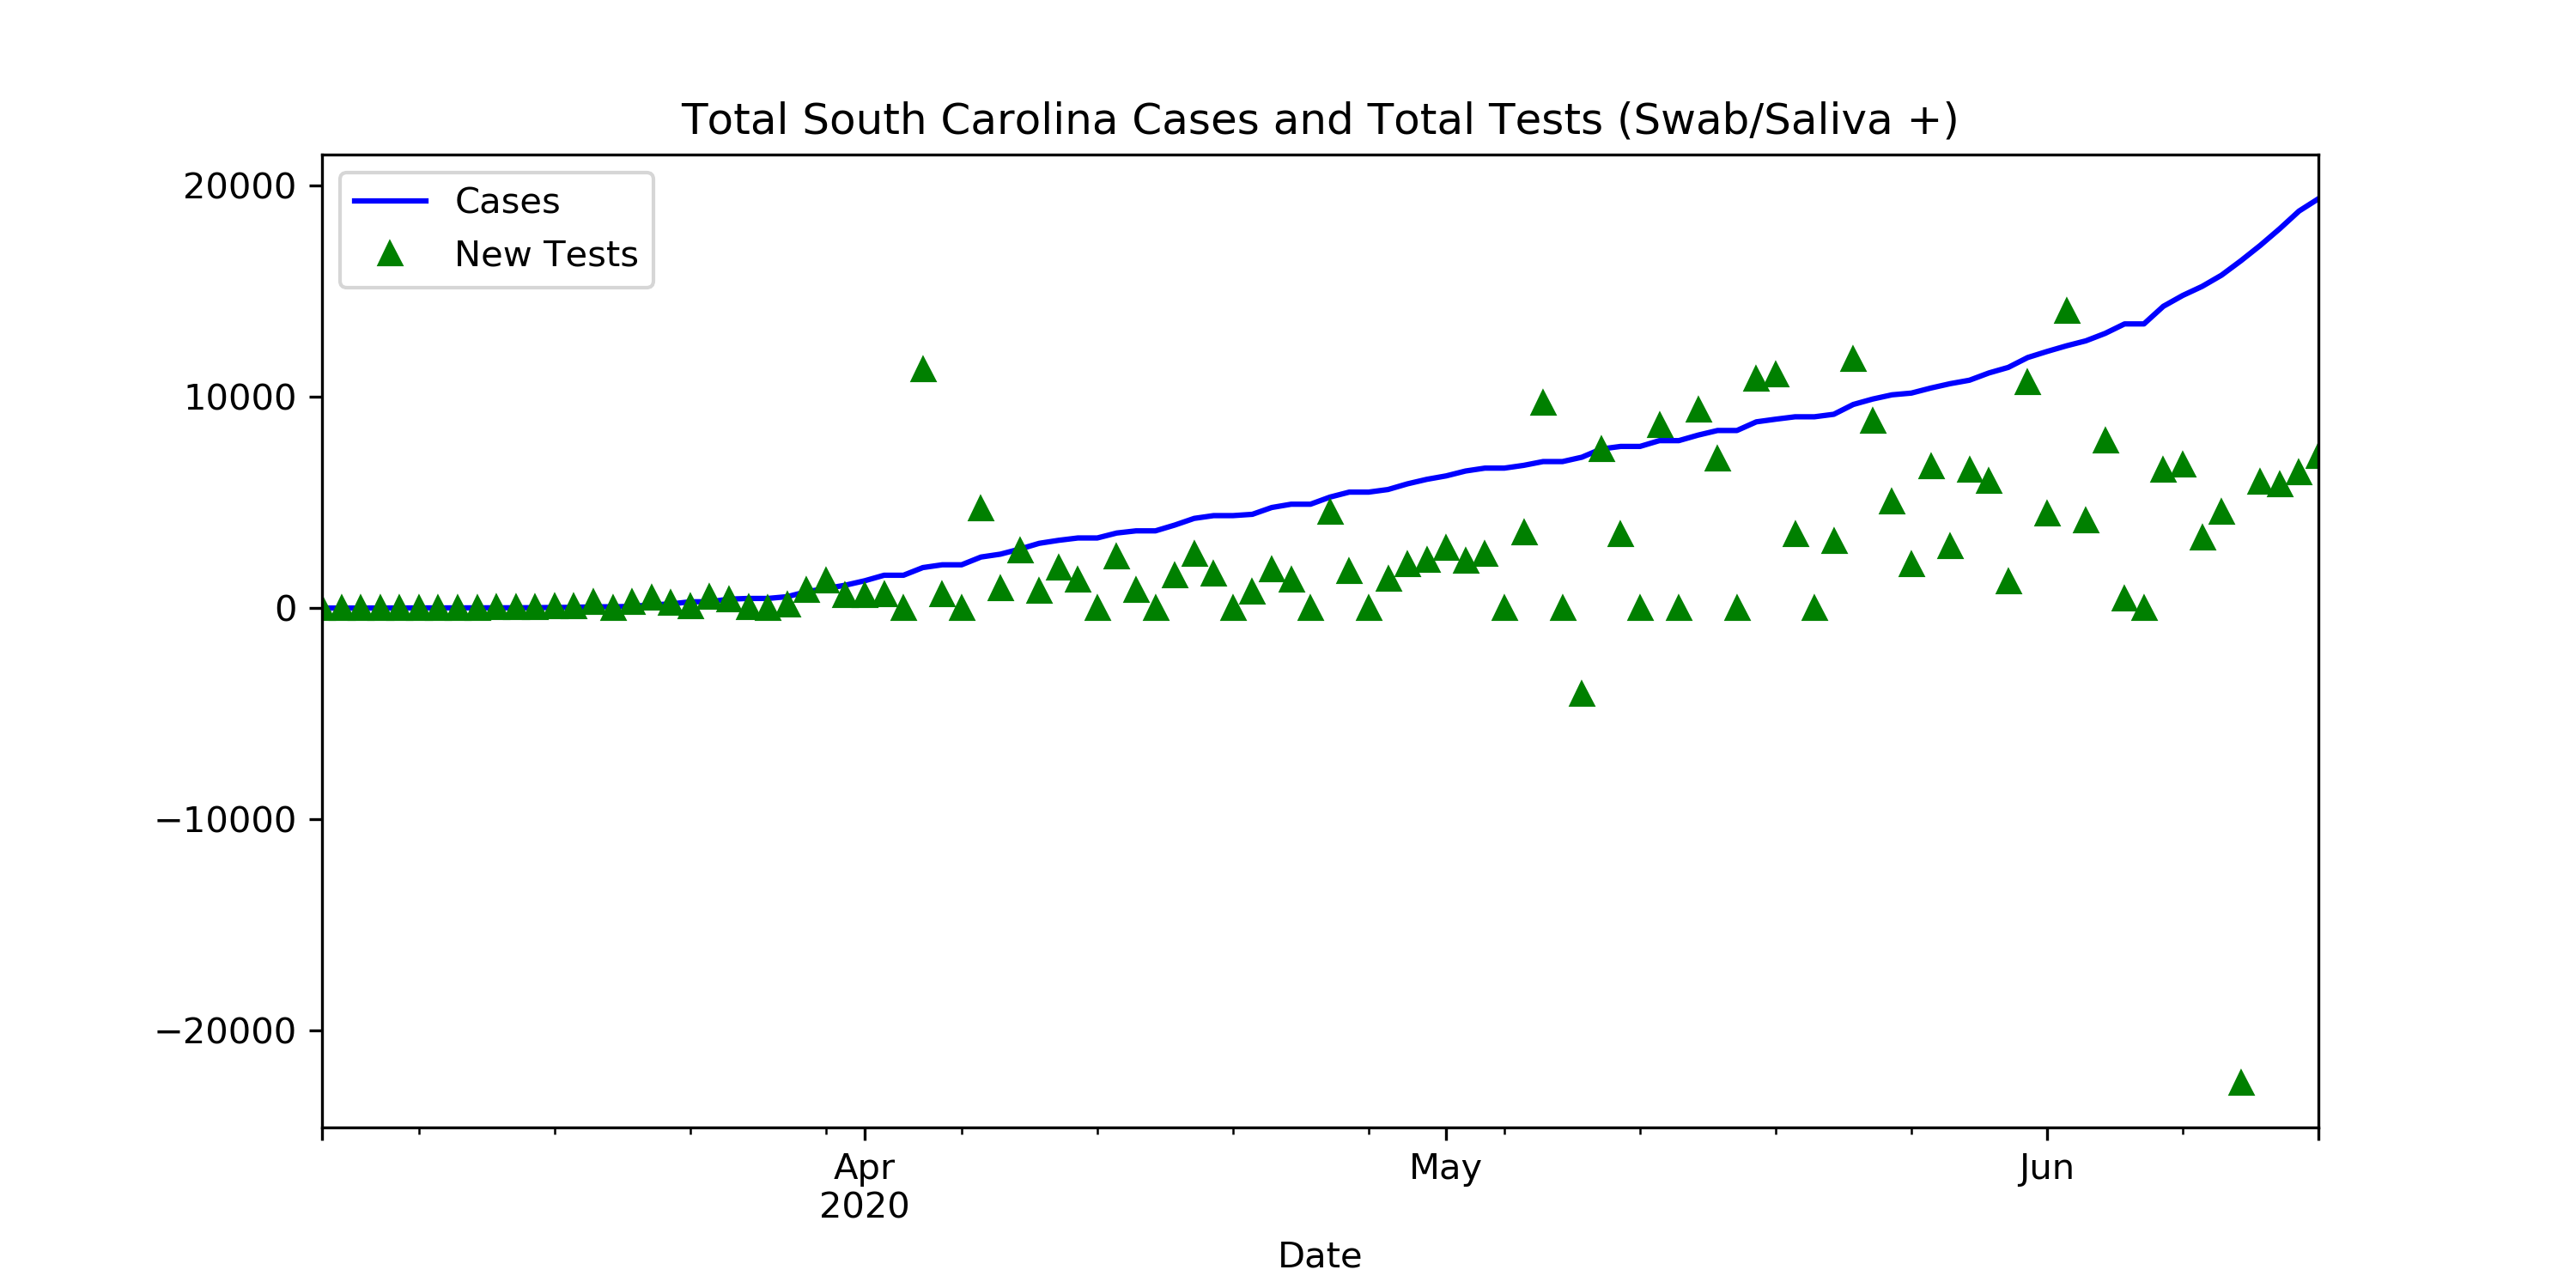 Total South Carolina Cases and Total Tests (Swab/Saliva +)
20000
Cases
New Tests
10000
0
−10000
−20000
Apr
May
Jun
2020
Date